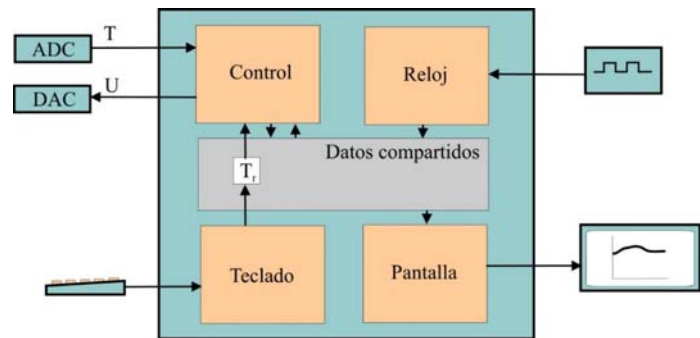 T
ADC
Control
Reloj
U
DAC
Datos compartidos
Tr
Teclado
Pantalla